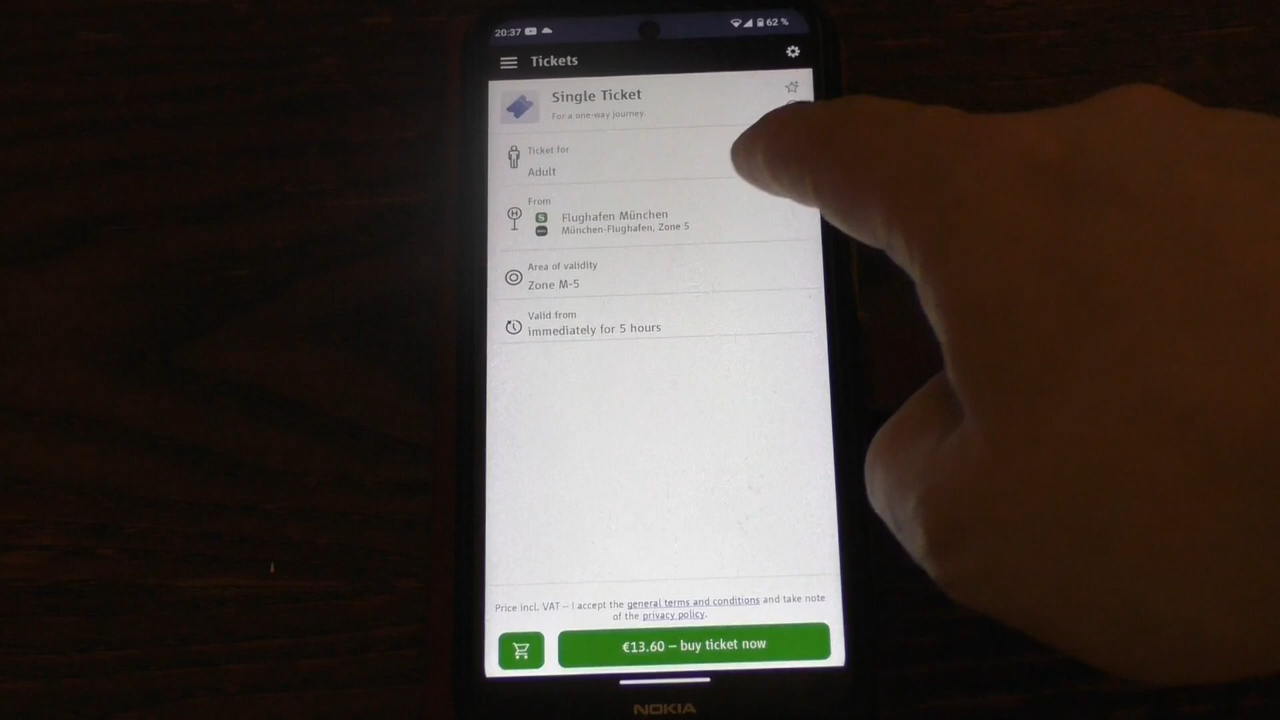 20:37
62 %
Tickets
Single Ticket
For a one-way journey.
Ticket for
Adult
From
H
S
Flughafen München
München-Flughafen, Zone 5
Area of validity
Zone M-5
Valid from
immediately for 5 hours
Price incl. VAT – I accept the general terms and conditions and take note
of the privacy policy.
€13.60 – buy ticket now
NOKIA